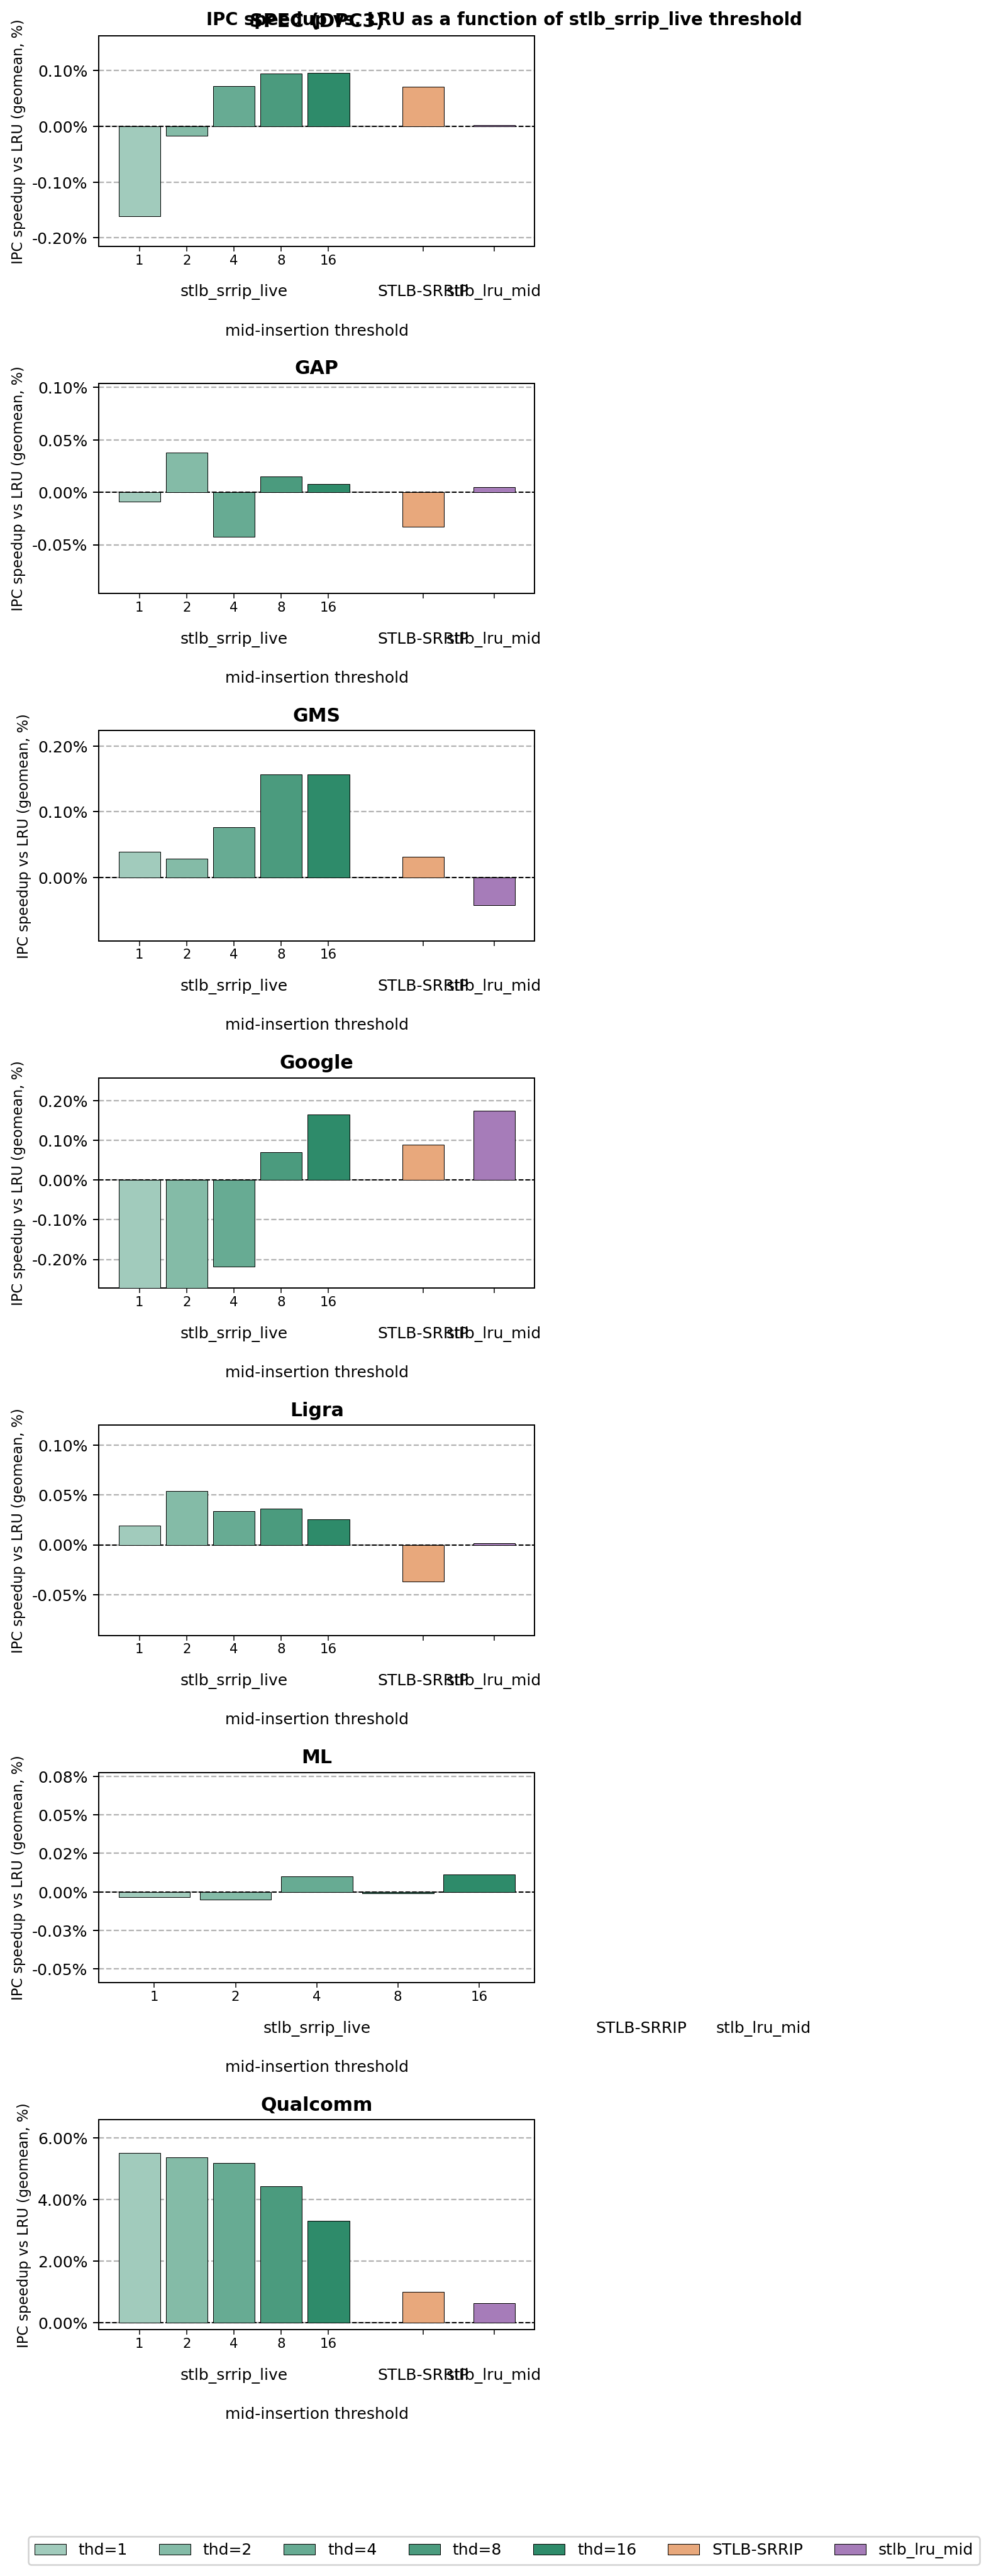 IPC speedup vs. LRU as a function of stlb_srrip_live threshold
SPEC (DPC3)
IPC speedup vs LRU (geomean, %)
0.10%
0.00%
-0.10%
-0.20%
1 2 4 8 16
stlb_srrip_live STLB-SRRIP stlb_lru_mid
mid-insertion threshold
GAP
IPC speedup vs LRU (geomean, %)
0.10%
0.05%
0.00%
-0.05%
1 2 4 8 16
stlb_srrip_live STLB-SRRIP stlb_lru_mid
mid-insertion threshold
GMS
IPC speedup vs LRU (geomean, %)
0.20%
0.10%
0.00%
1 2 4 8 16
stlb_srrip_live STLB-SRRIP stlb_lru_mid
mid-insertion threshold
Google
IPC speedup vs LRU (geomean, %)
0.20%
0.10%
0.00%
-0.10%
-0.20%
1 2 4 8 16
stlb_srrip_live STLB-SRRIP stlb_lru_mid
mid-insertion threshold
Ligra
IPC speedup vs LRU (geomean, %)
0.10%
0.05%
0.00%
-0.05%
1 2 4 8 16
stlb_srrip_live STLB-SRRIP stlb_lru_mid
mid-insertion threshold
ML
IPC speedup vs LRU (geomean, %)
0.08%
0.05%
0.02%
0.00%
-0.03%
-0.05%
1 2 4 8 16
stlb_srrip_live STLB-SRRIP stlb_lru_mid
mid-insertion threshold
Qualcomm
IPC speedup vs LRU (geomean, %)
6.00%
4.00%
2.00%
0.00%
1 2 4 8 16
stlb_srrip_live STLB-SRRIP stlb_lru_mid
mid-insertion threshold
thd=1 thd=2 thd=4 thd=8 thd=16 STLB-SRRIP stlb_lru_mid